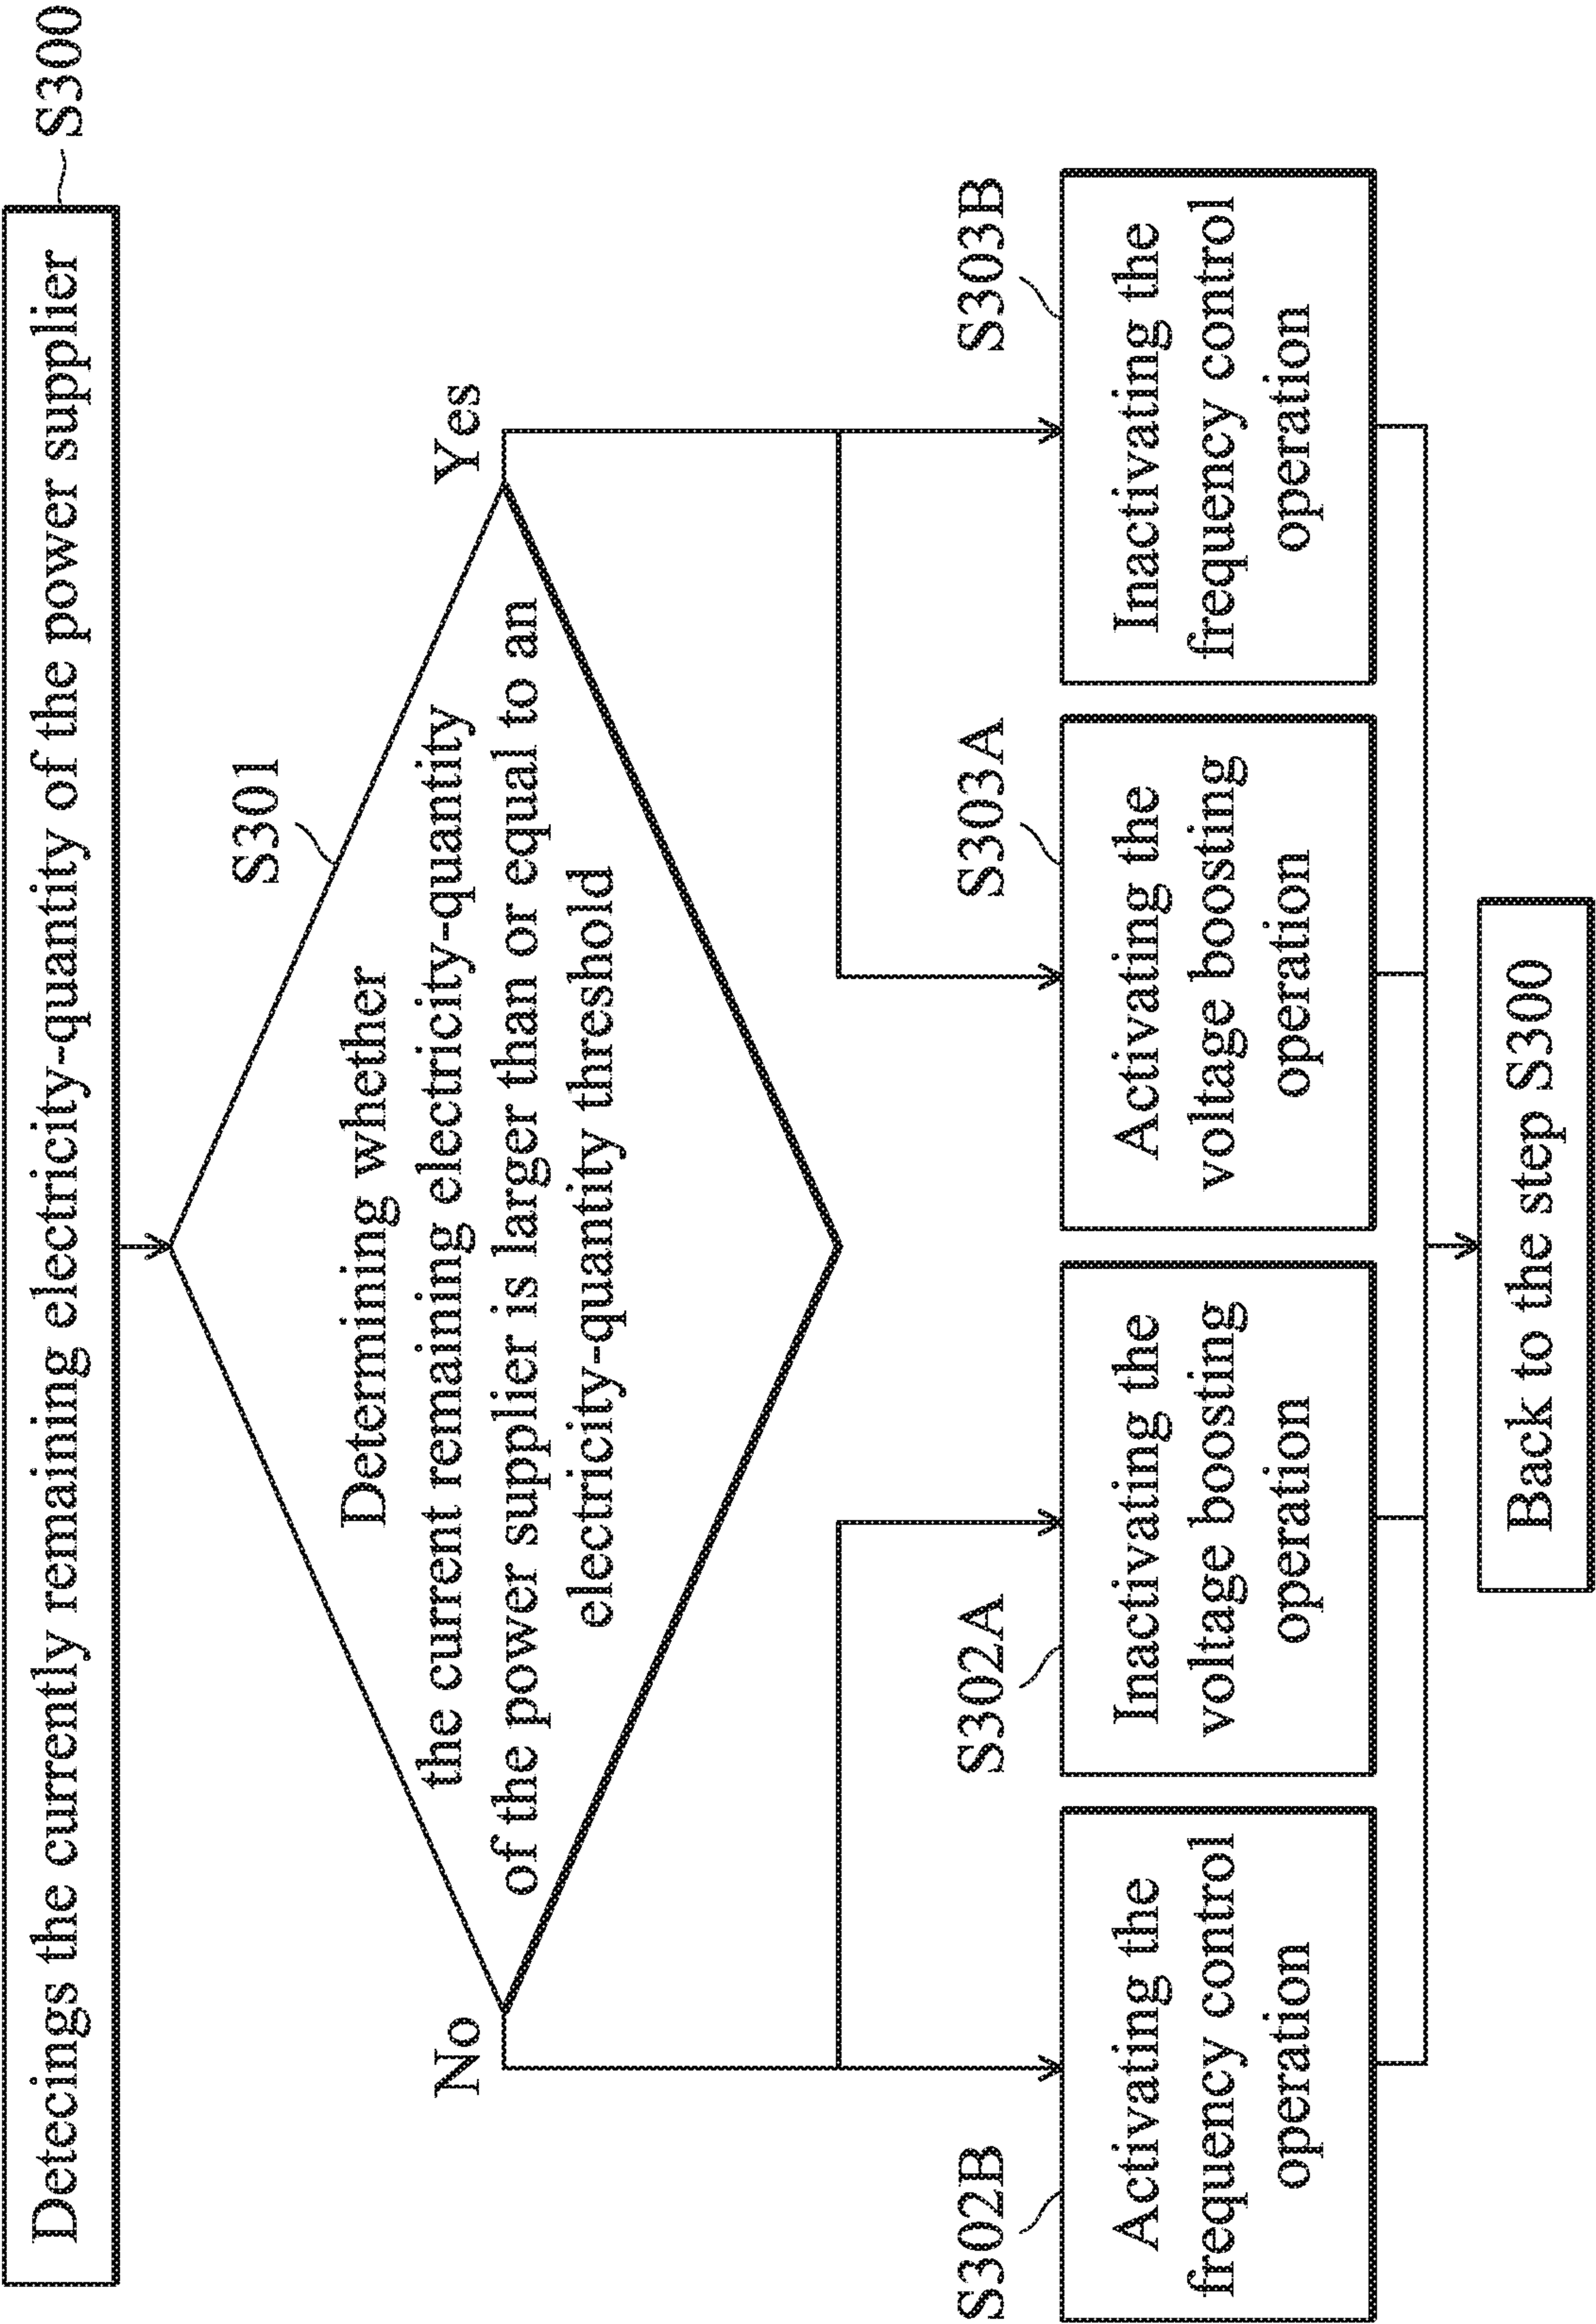 Detecings the currently remaining electricity-quantity of the power supplier
S300
S301
Determining whether
the current remaining electricity-quantity
of the power supplier is larger than or equal to an
electricity-quantity threshold
No
Yes
S302B
Activating the
frequency control
operation
S302A
Inactivating the
voltage boosting
operation
S303A
Activating the
voltage boosting
operation
S303B
Inactivating the
frequency control
operation
Back to the step S300